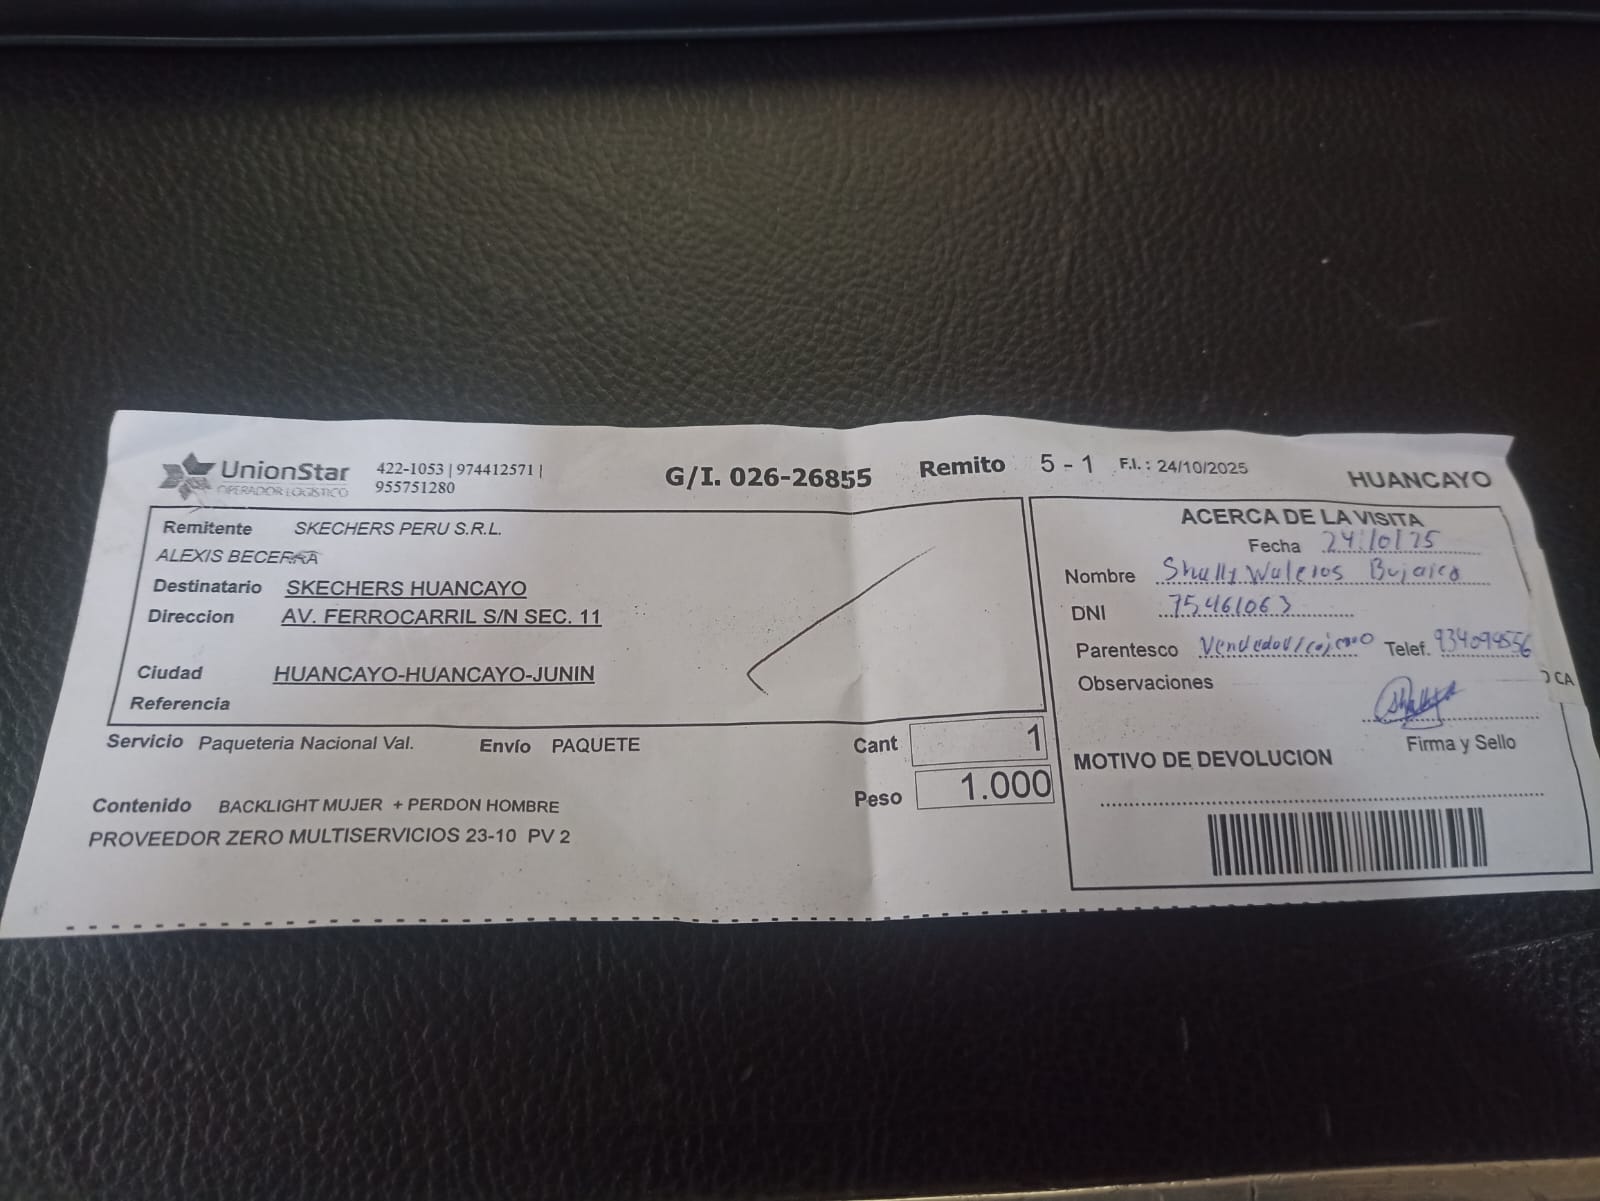 UnionStar
OPERADOR LOGISTICO
422-1053 | 974412571 |
955751280
G/I. 026-26855
Remito 5 - 1
F.I.: 24/10/2025
HUANCAYO
Remitente SKECHERS PERU S.R.L.
ALEXIS BECERRA
Destinatario SKECHERS HUANCAYO
Direccion AV. FERROCARRIL S/N SEC. 11
Ciudad HUANCAYO-HUANCAYO-JUNIN
Referencia
Servicio Paqueteria Nacional Val. Envío PAQUETE
Cant 1
Peso 1.000
Contenido BACKLIGHT MUJER + PERDON HOMBRE
PROVEEDOR ZERO MULTISERVICIOS 23-10 PV 2
ACERCA DE LA VISITA
Fecha
Nombre Shally
DNI 75461063
Parentesco Telef.
Observaciones
Firma y Sello
MOTIVO DE DEVOLUCION
O CA